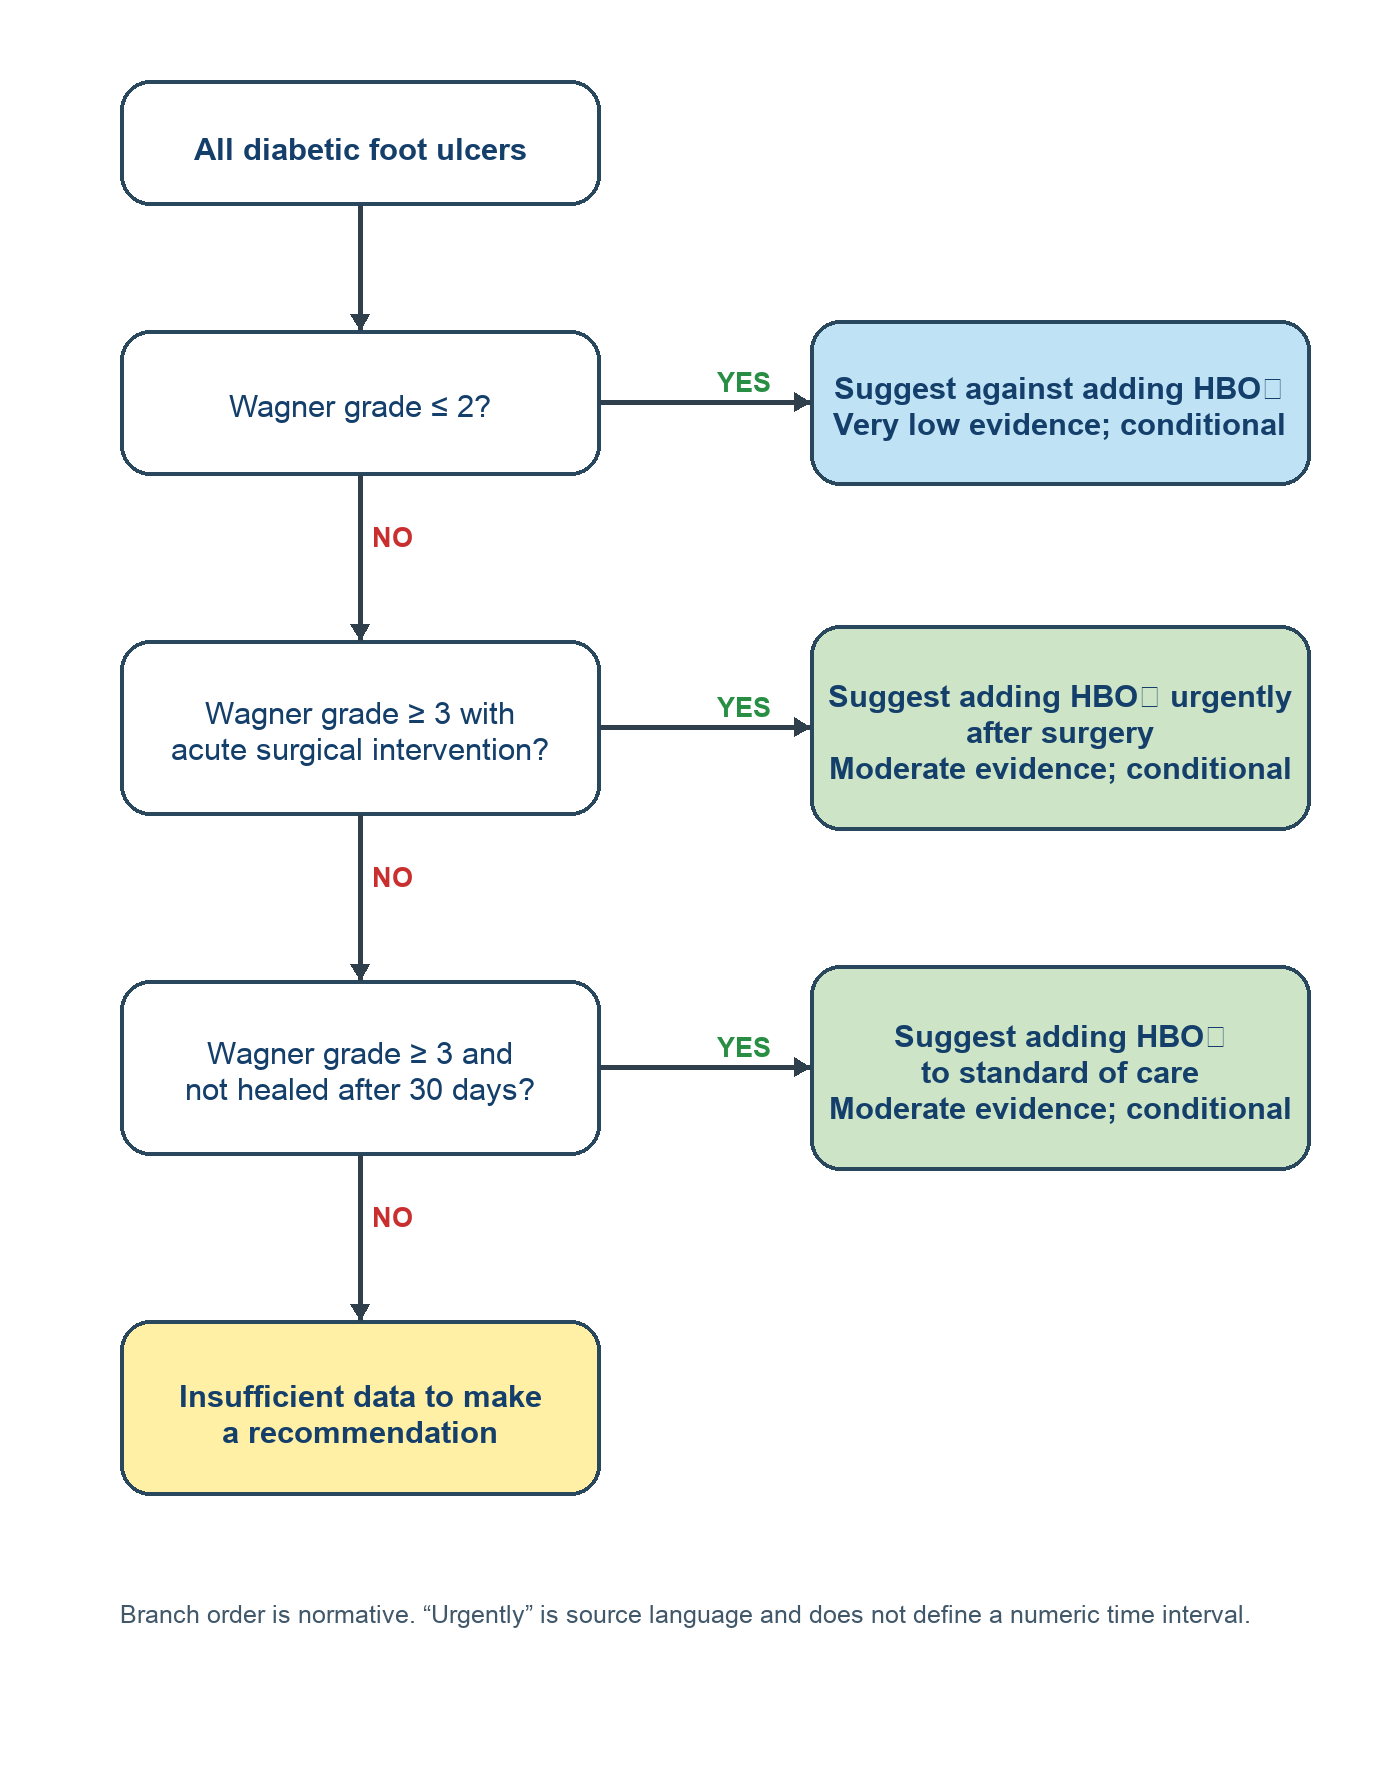 All diabetic foot ulcers
Wagner grade ≤ 2?
YES
Suggest against adding HBO□
Very low evidence; conditional
NO
Wagner grade ≥ 3 with
acute surgical intervention?
YES
Suggest adding HBO□ urgently
after surgery
Moderate evidence; conditional
NO
Wagner grade ≥ 3 and
not healed after 30 days?
YES
Suggest adding HBO□
to standard of care
Moderate evidence; conditional
NO
Insufficient data to make
a recommendation
Branch order is normative. “Urgently” is source language and does not define a numeric time interval.